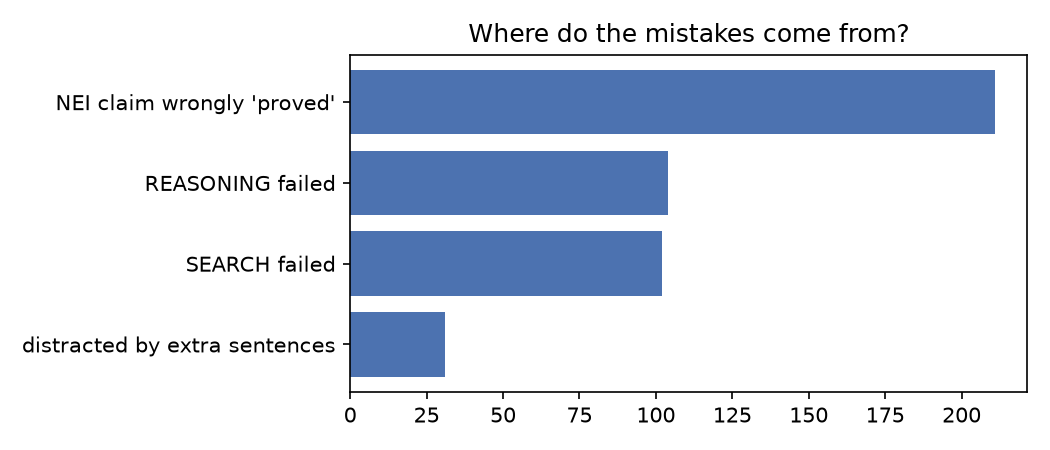 Where do the mistakes come from?
NEI claim wrongly 'proved'
REASONING failed
SEARCH failed
distracted by extra sentences
0 25 50 75 100 125 150 175 200